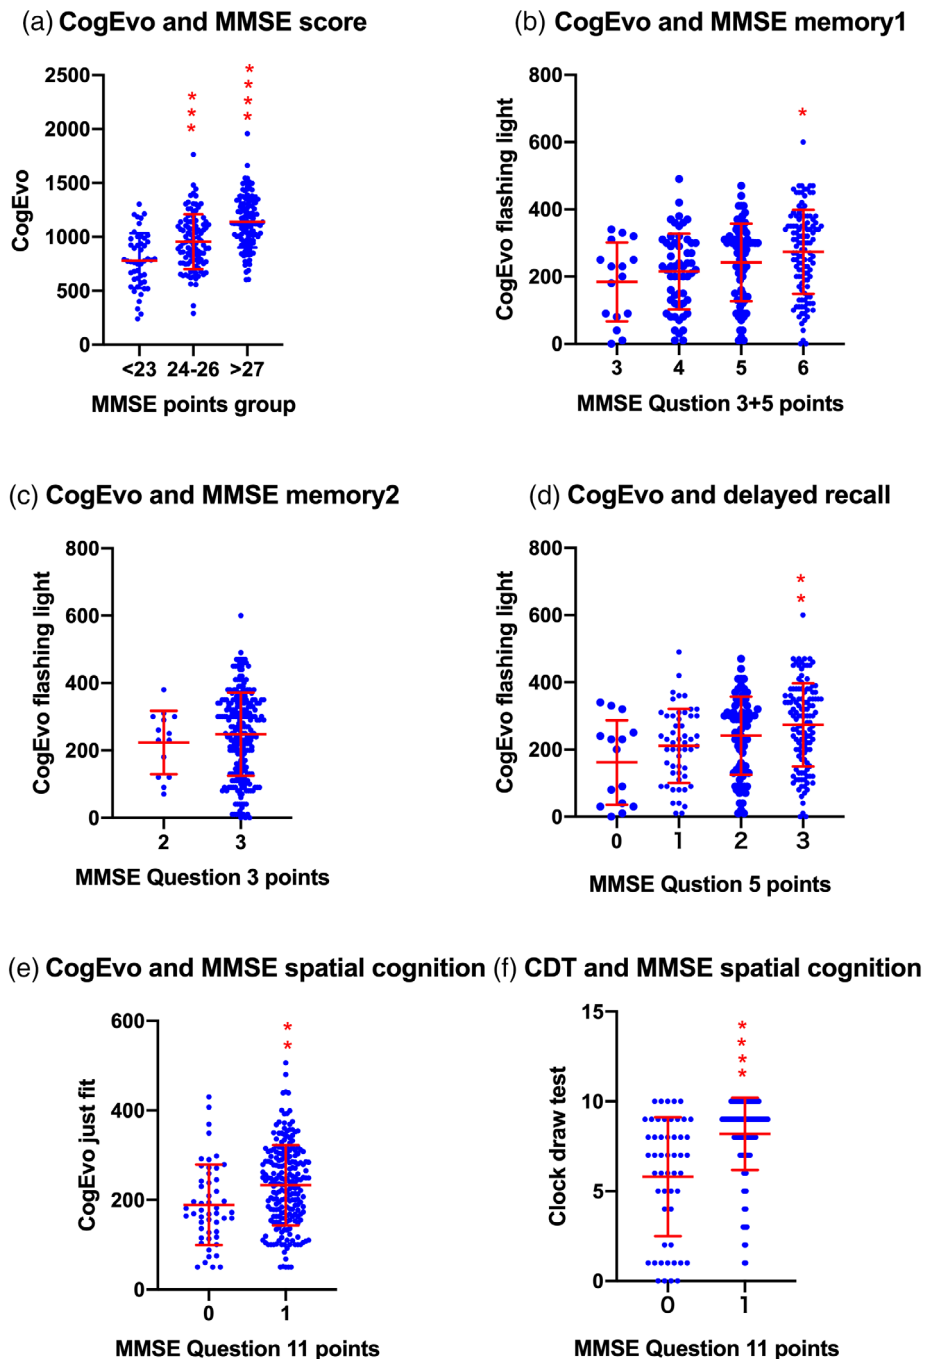 (a) CogEvo and MMSE score
2500
2000
1500
1000
500
0
CogEvo
* * *
* * * *
<23 24-26 >27
MMSE points group
(b) CogEvo and MMSE memory1
800
600
400
200
0
CogEvo flashing light
*
3 4 5 6
MMSE Qustion 3+5 points
(c) CogEvo and MMSE memory2
800
600
400
200
0
CogEvo flashing light
2 3
MMSE Question 3 points
(d) CogEvo and delayed recall
800
600
400
200
0
CogEvo flashing light
* *
0 1 2 3
MMSE Qustion 5 points
(e) CogEvo and MMSE spatial cognition
600
400
200
0
CogEvo just fit
* *
0 1
MMSE Question 11 points
(f) CDT and MMSE spatial cognition
15
10
5
0
Clock draw test
* * * *
0 1
MMSE Question 11 points